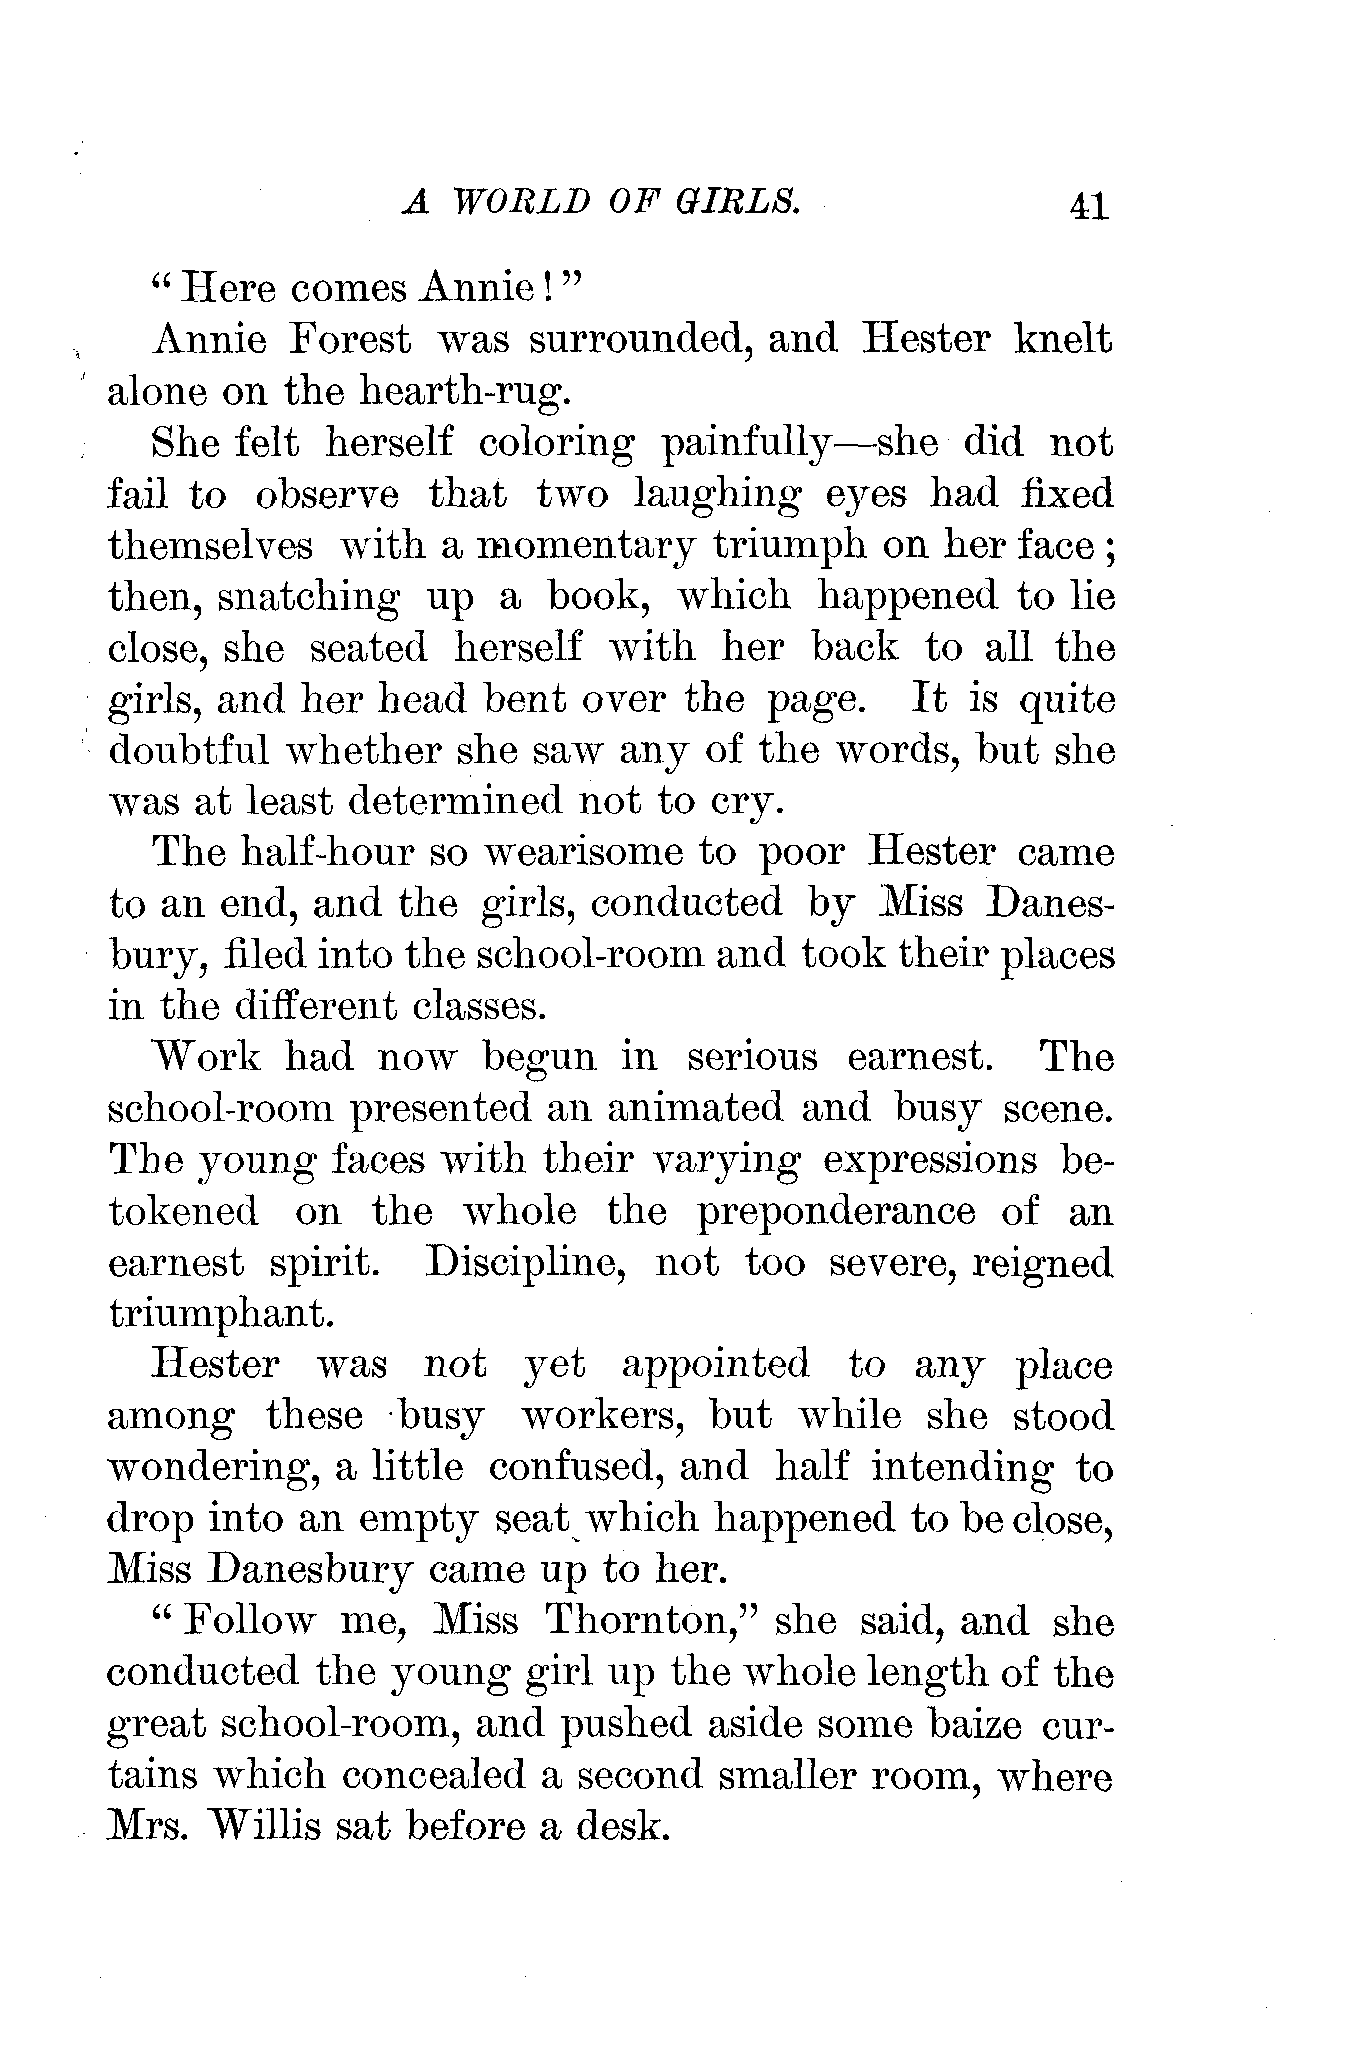 A WORLD OF GIRLS. 41
" Here comes Annie ! "
Annie Forest was surrounded, and Hester knelt
alone on the hearth-rug.
She felt herself coloring painfully—she did not
fail to observe that two laughing eyes had fixed
themselves with a momentary triumph on her face ;
then, snatching up a book, which happened to lie
close, she seated herself with her back to all the
girls, and her head bent over the page. It is quite
doubtful whether she saw any of the words, but she
was at least determined not to cry.
The half-hour so wearisome to poor Hester came
to an end, and the girls, conducted by Miss Danes-
bury, filed into the school-room and took their places
in the different classes.
Work had now begun in serious earnest. The
school-room presented an animated and busy scene.
The young faces with their varying expressions be-
tokened on the whole the preponderance of an
earnest spirit. Discipline, not too severe, reigned
triumphant.
Hester was not yet appointed to any place
among these busy workers, but while she stood
wondering, a little confused, and half intending to
drop into an empty seat which happened to be close,
Miss Danesbury came up to her.
" Follow me, Miss Thornton," she said, and she
conducted the young girl up the whole length of the
great school-room, and pushed aside some baize cur-
tains which concealed a second smaller room, where
Mrs. Willis sat before a desk.